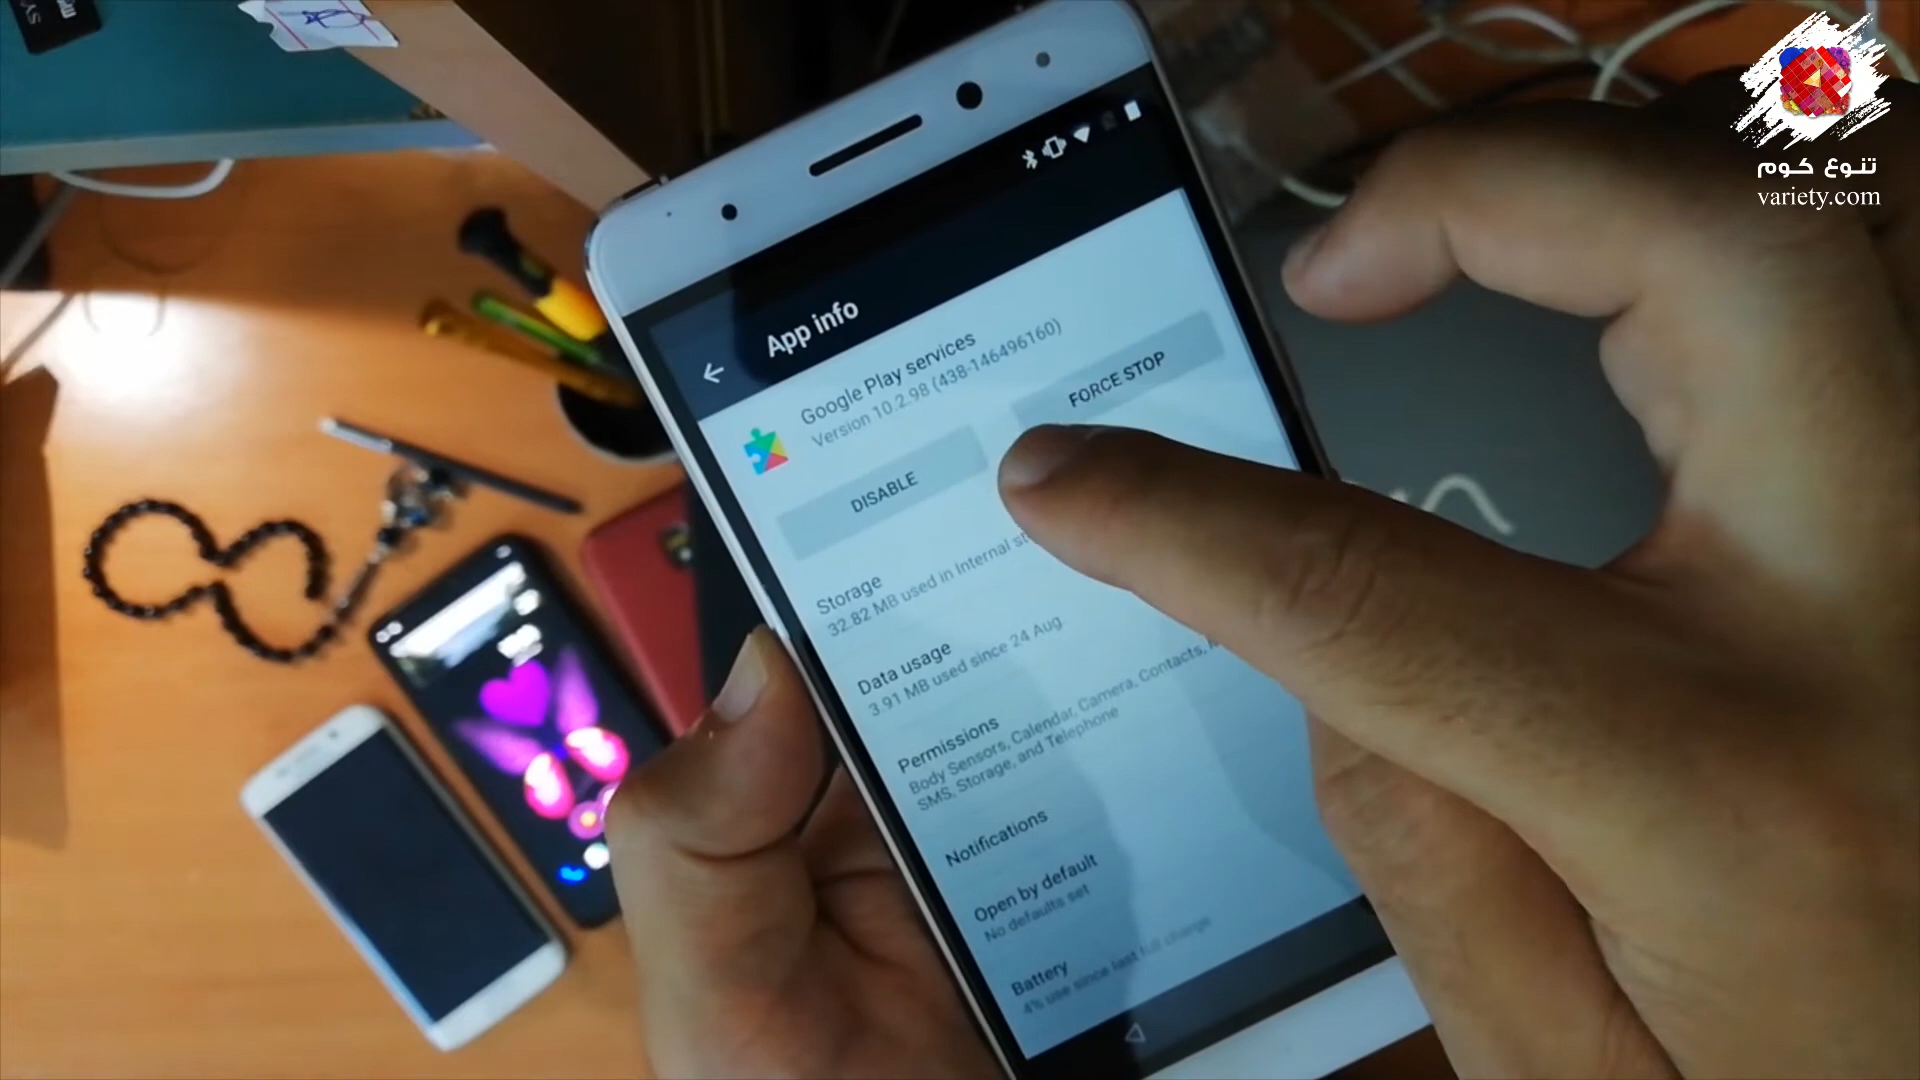 تنوع كوم
variety.com
App info
Google Play services
Version 10.2.98 (438-146496160)
DISABLE
FORCE STOP
Storage
32.82 MB used in Internal
Data usage
3.91 MB used since 24 Aug
Permissions
Body Sensors, Calendar, Camera, Contacts,
SMS, Storage, and Telephone
Notifications
Open by default
No defaults set
Battery
4% use since last full charge